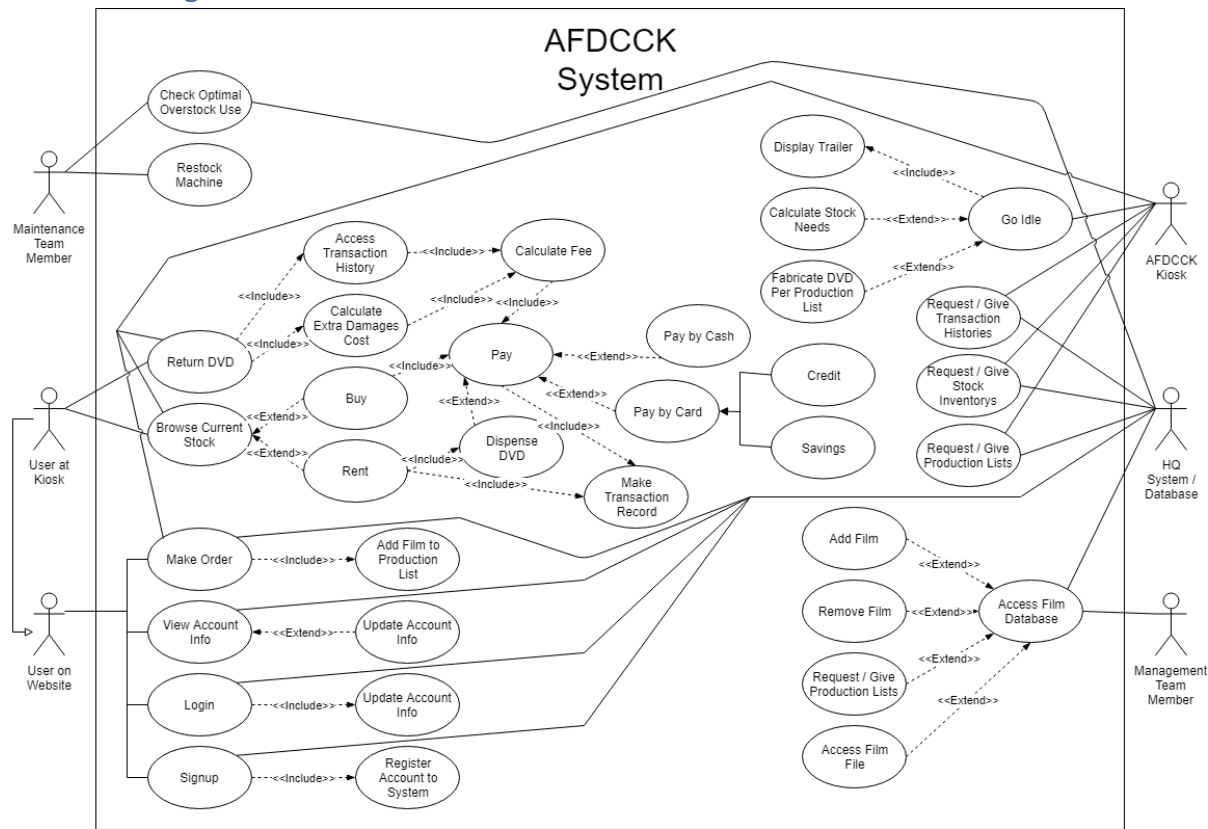 AFDCCK
System
Check Optimal
Overstock Use
Restock
Machine
Maintenance
Team
Member
Display Trailer
<<Include>>
Calculate Stock
Needs
<<Extend>>
Go Idle
<<Extend>>
Fabricate DVD
Per Production
List
AFDCCK
Kiosk
Access
Transaction
History
<<Include>>
Calculate Fee
<<Include>>
<<Include>>
<<Include>>
Calculate
Extra Damages
Cost
<<Include>>
Return DVD
<<Include>>
Pay
<<Extend>>
Pay by Cash
Request / Give
Transaction
Histories
Request / Give
Stock
Inventorys
Request / Give
Production Lists
Buy
<<Extend>>
<<Extend>>
<<Extend>>
Pay by Card
Credit
Savings
Browse Current
Stock
<<Extend>>
Rent
<<Include>>
Dispense
DVD
<<Include>>
<<Include>>
Make
Transaction
Record
User at
Kiosk
HQ
System /
Database
Make Order
<<Include>>
Add Film to
Production
List
View Account
Info
<<Extend>>
Update Account
Info
Login
<<Include>>
Update Account
Info
Signup
<<Include>>
Register
Account to
System
User on
Website
Add Film
<<Extend>>
Remove Film
<<Extend>>
Access Film
Database
Request / Give
Production Lists
<<Extend>>
<<Extend>>
Access Film
File
Management
Team
Member